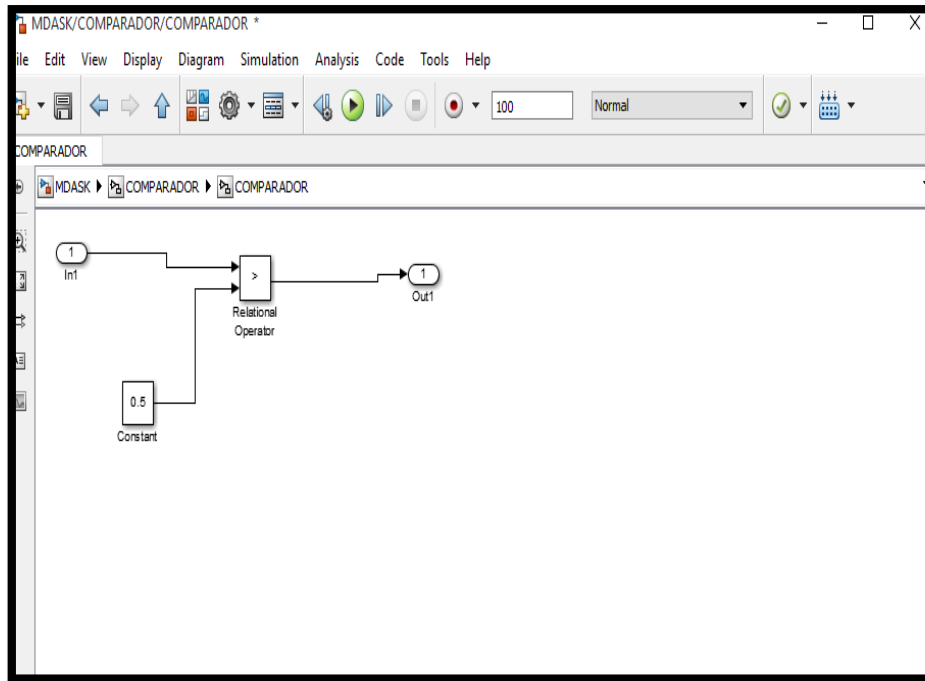 MDASK/COMPARADOR/COMPARADOR *
ile Edit View Display Diagram Simulation Analysis Code Tools Help
100 Normal
COMPARADOR
MDASK COMPARADOR COMPARADOR
1
In1
>
Relational
Operator
1
Out1
0.5
Constant